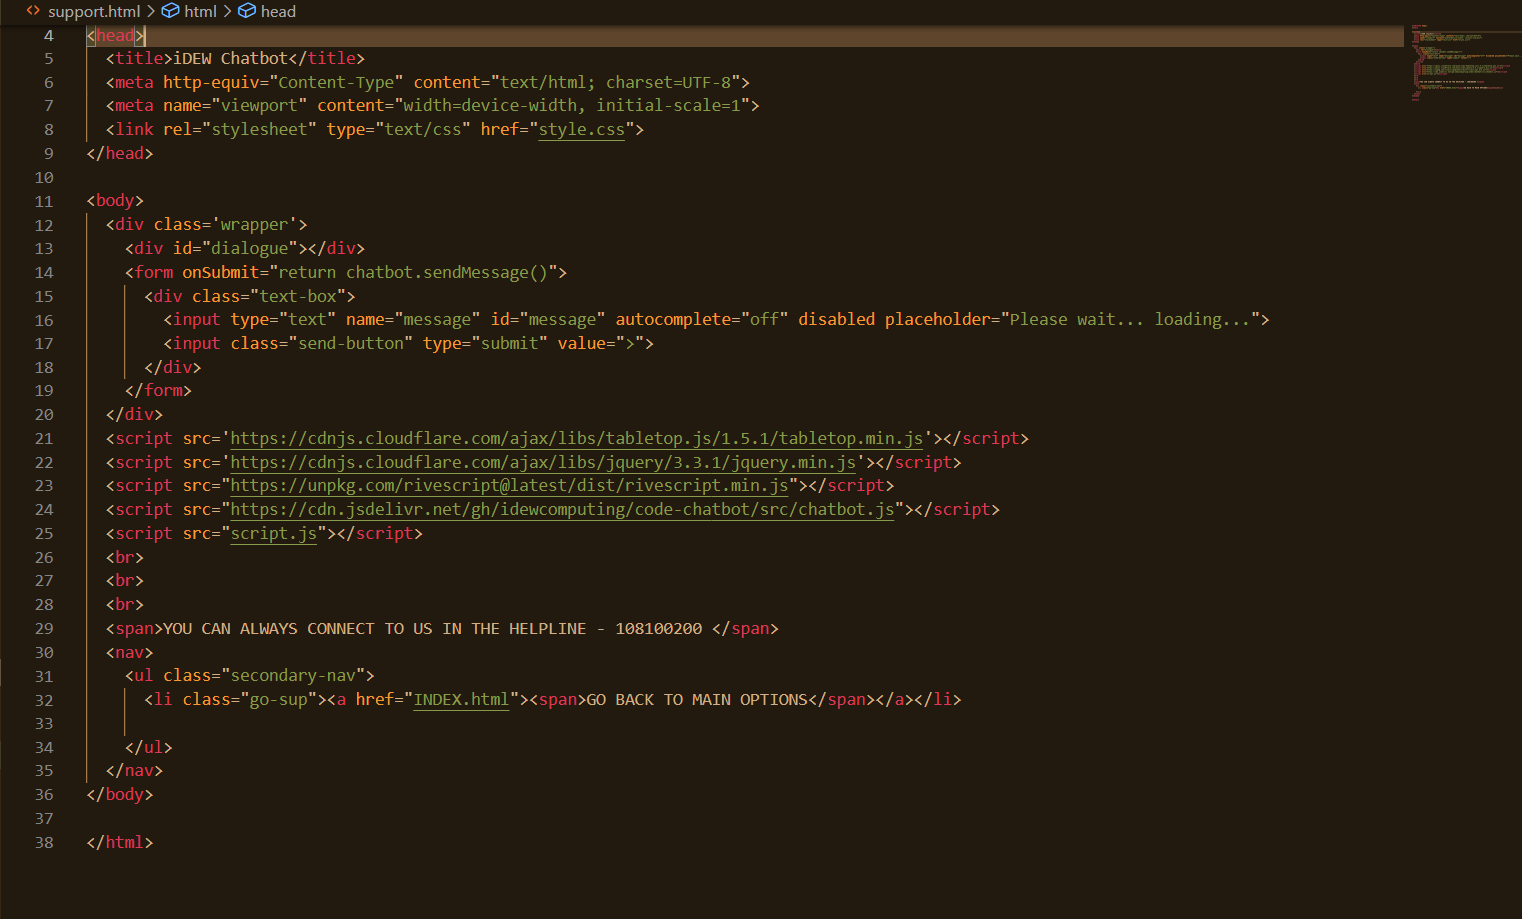 <> support.html > html > head
4 <head>
5 <title>iDEW Chatbot</title>
6 <meta http-equiv="Content-Type" content="text/html; charset=UTF-8">
7 <meta name="viewport" content="width=device-width, initial-scale=1">
8 <link rel="stylesheet" type="text/css" href="style.css">
9 </head>
10
11 <body>
12 <div class='wrapper'>
13 <div id="dialogue"></div>
14 <form onSubmit="return chatbot.sendMessage()">
15 <div class="text-box">
16 <input type="text" name="message" id="message" autocomplete="off" disabled placeholder="Please wait... loading...">
17 <input class="send-button" type="submit" value=">">
18 </div>
19 </form>
20 </div>
21 <script src='https://cdnjs.cloudflare.com/ajax/libs/tabletop.js/1.5.1/tabletop.min.js'></script>
22 <script src='https://cdnjs.cloudflare.com/ajax/libs/jquery/3.3.1/jquery.min.js'></script>
23 <script src="https://unpkg.com/rivescript@latest/dist/rivescript.min.js"></script>
24 <script src="https://cdn.jsdelivr.net/gh/idewcomputing/code-chatbot/src/chatbot.js"></script>
25 <script src="script.js"></script>
26 <br>
27 <br>
28 <br>
29 <span>YOU CAN ALWAYS CONNECT TO US IN THE HELPLINE - 108100200 </span>
30 <nav>
31 <ul class="secondary-nav">
32 <li class="go-sup"><a href="INDEX.html"><span>GO BACK TO MAIN OPTIONS</span></a></li>
33
34 </ul>
35 </nav>
36 </body>
37
38 </html>